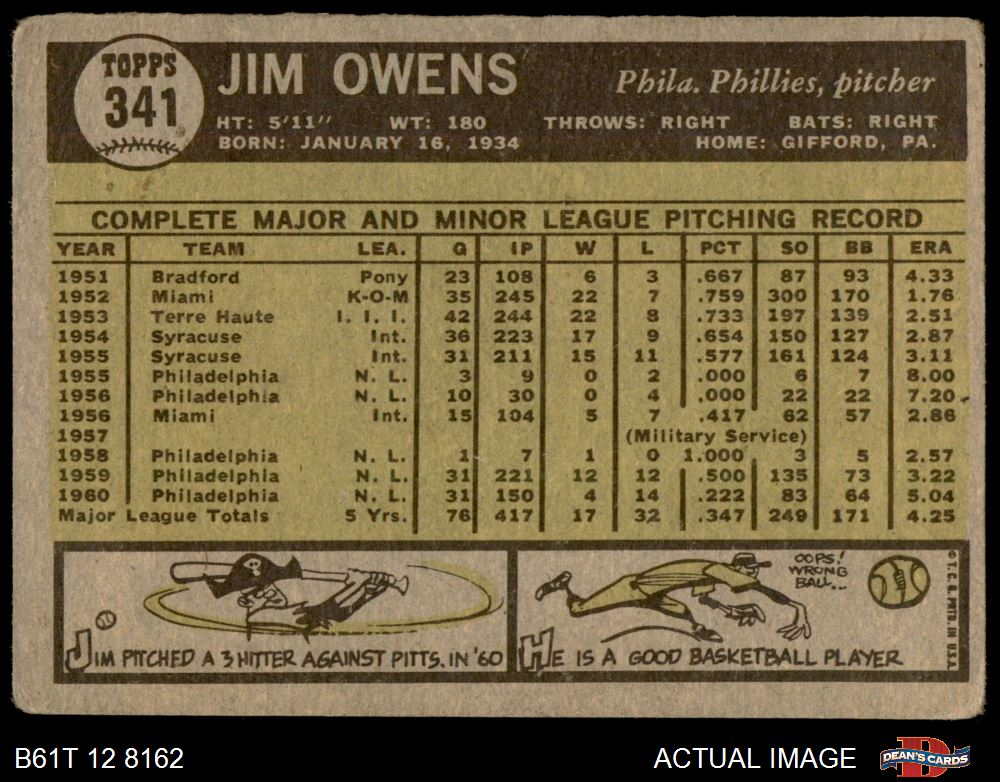 TOPPS
341
JIM OWENS
Phila. Phillies, pitcher
HT: 5'11" WT: 180 THROWS: RIGHT BATS: RIGHT
BORN: JANUARY 16, 1934 HOME: GIFFORD, PA.
COMPLETE MAJOR AND MINOR LEAGUE PITCHING RECORD
YEAR TEAM LEA. G IP W L PCT SO BB ERA
1951 Bradford Pony 23 108 6 3 .667 87 93 4.33
1952 Miami K-O-M 35 245 22 7 .759 300 170 1.76
1953 Terre Haute I. I. I. 42 244 22 8 .733 197 139 2.51
1954 Syracuse Int. 36 223 17 9 .654 150 127 2.87
1955 Syracuse Int. 31 211 15 11 .577 161 124 3.11
1955 Philadelphia N. L. 3 9 0 2 .000 6 7 8.00
1956 Philadelphia N. L. 10 30 0 4 .000 22 22 7.20
1956 Miami Int. 15 104 5 7 .417 62 57 2.86
1957 (Military Service)
1958 Philadelphia N. L. 1 7 1 0 1.000 3 5 2.57
1959 Philadelphia N. L. 31 221 12 12 .500 135 73 3.22
1960 Philadelphia N. L. 31 150 4 14 .222 83 64 5.04
Major League Totals 5 Yrs. 76 417 17 32 .347 249 171 4.25
JIM PITCHED A 3 HITTER AGAINST PITTS. IN '60
OOPS!
WRONG
BALL...
HE IS A GOOD BASKETBALL PLAYER
© T. C. G. PRTD. IN U.S.A.
B61T 12 8162
ACTUAL IMAGE
DEAN'S CARDS